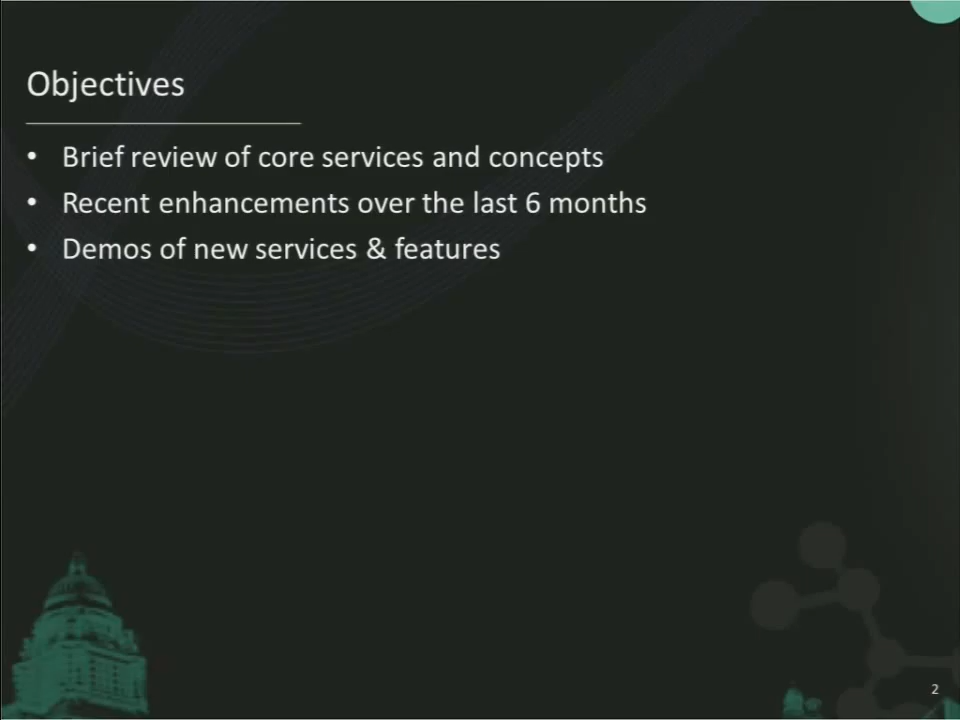 Objectives
• Brief review of core services and concepts
• Recent enhancements over the last 6 months
• Demos of new services & features
2